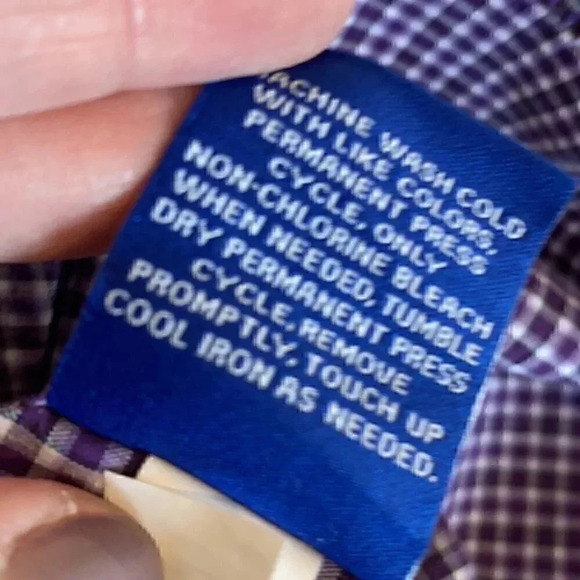 MACHINE WASH COLD
WITH LIKE COLORS,
PERMANENT PRESS
CYCLE, ONLY
NON-CHLORINE BLEACH
WHEN NEEDED, TUMBLE
DRY PERMANENT PRESS
CYCLE, REMOVE
PROMPTLY, TOUCH UP
COOL IRON AS NEEDED.